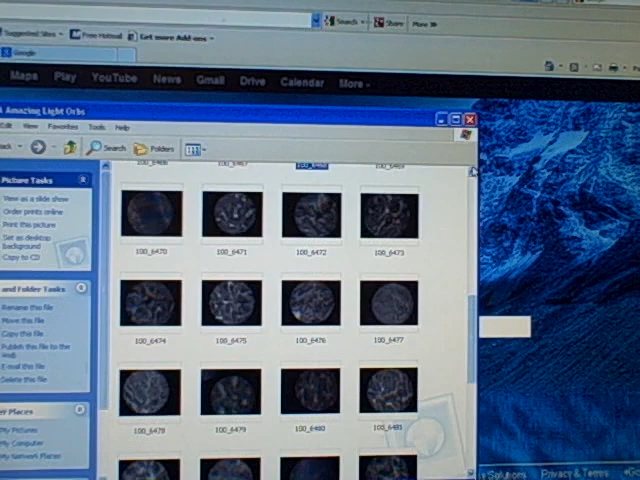 Search Share More »
Suggested Sites Free Hotmail Get more Add-ons
Google
Maps Play YouTube News Gmail Drive Calendar More
Amazing Light Orbs
Edit View Favorites Tools Help
Search Folders
Picture Tasks
View as a slide show
Order prints online
Print this picture
Set as desktop
background
Copy to CD
and Folder Tasks
Rename this file
Move this file
Copy this file
Publish this file to the
E-mail this file
Delete this file
Places
My Pictures
My Computer
My Network Places
100_6470 100_6471 100_6472 100_6473
100_6474 100_6475 100_6476 100_6477
100_6478 100_6479 100_6480 100_6481
Solutions Privacy & Terms